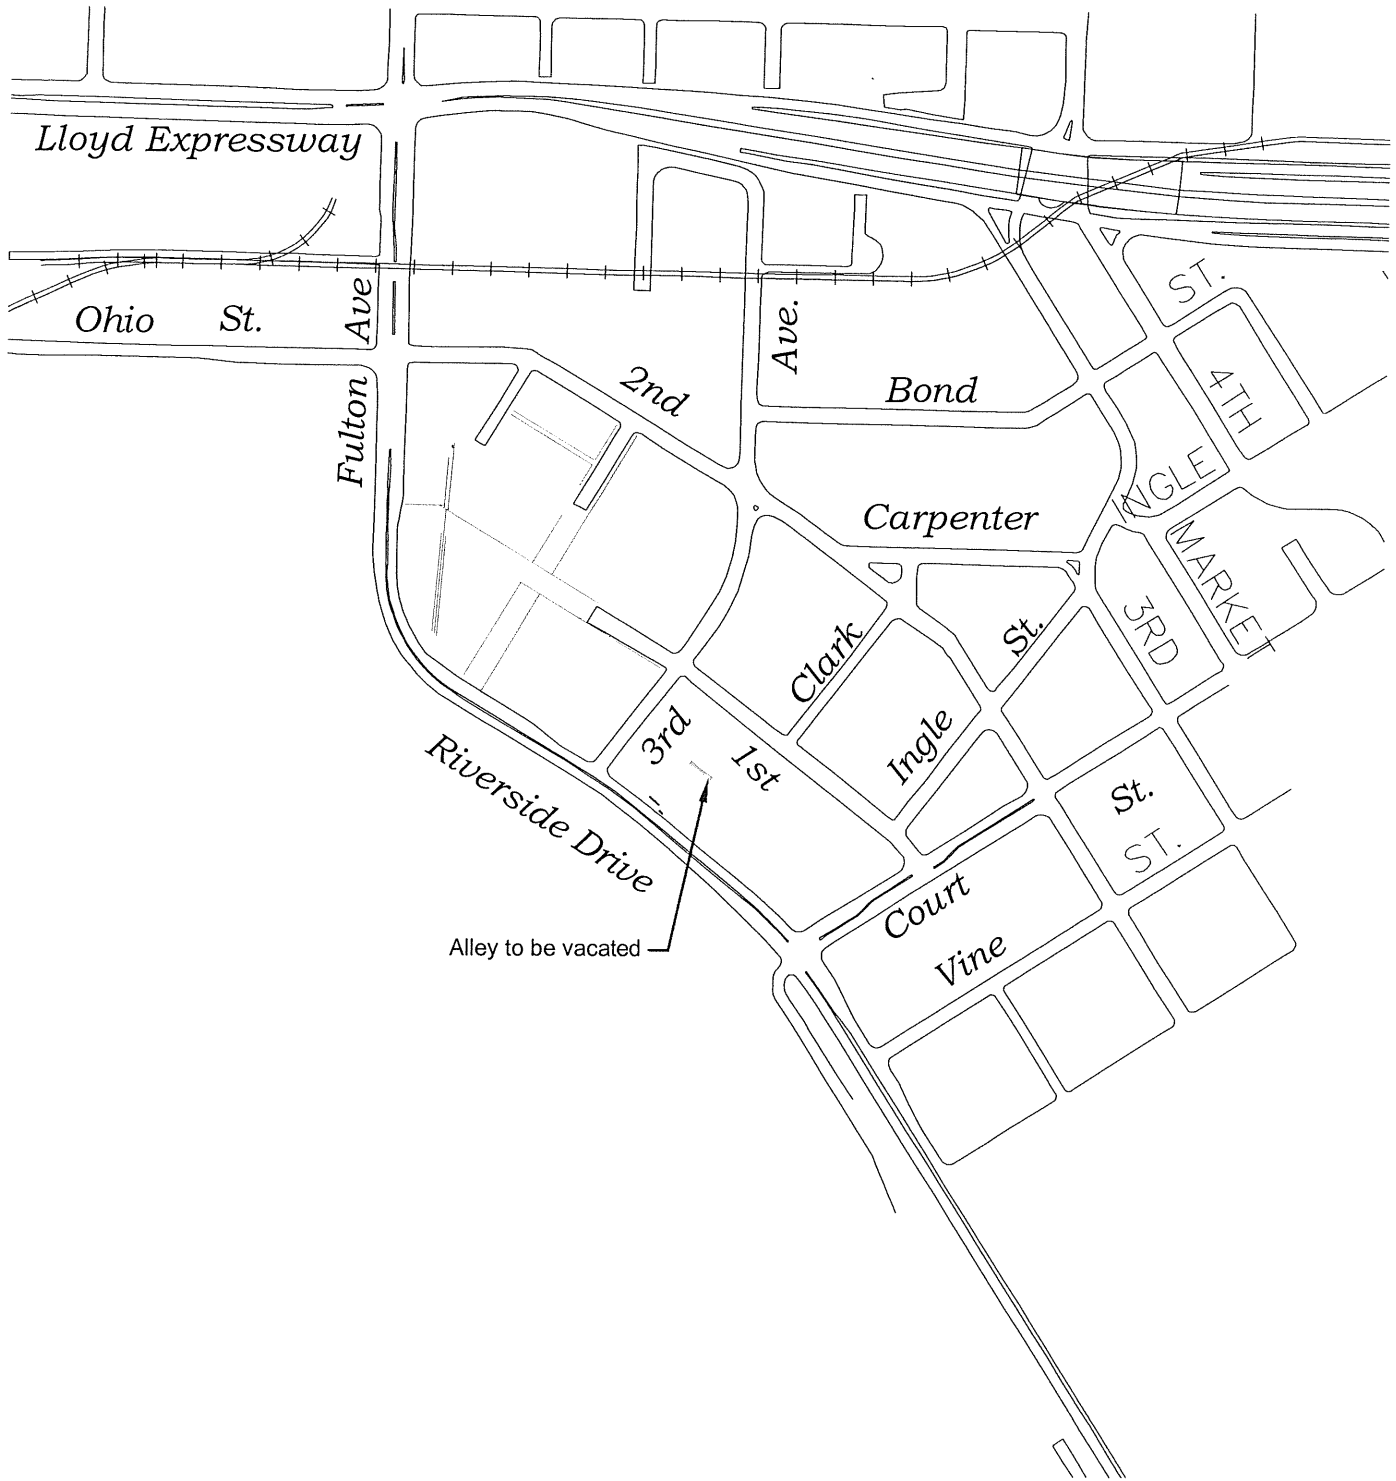 Lloyd Expressway
Ohio St.
Fulton Ave
2nd
Ave.
Bond
Carpenter
ST.
4TH
INGLE
MARKET
3RD
Clark
St.
Ingle
3rd
1st
St.
ST.
Riverside Drive
Court
Vine
Alley to be vacated